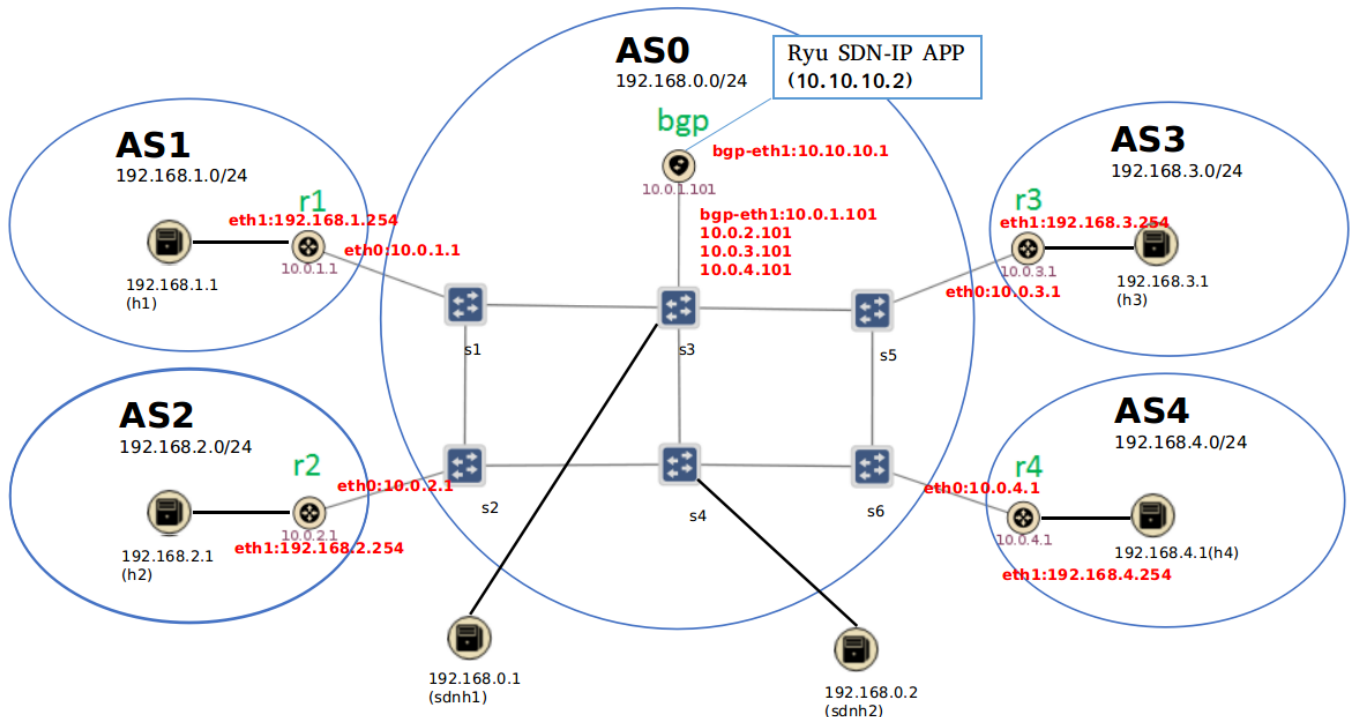 AS0
192.168.0.0/24
Ryu SDN-IP APP
(10.10.10.2)
bgp
bgp-eth1:10.10.10.1
10.0.1.101
bgp-eth1:10.0.1.101
10.0.2.101
10.0.3.101
10.0.4.101
AS1
192.168.1.0/24
r1
eth1:192.168.1.254
eth0:10.0.1.1
10.0.1.1
192.168.1.1
(h1)
AS3
192.168.3.0/24
r3
eth1:192.168.3.254
10.0.3.1
eth0:10.0.3.1
192.168.3.1
(h3)
s1
s3
s5
AS2
192.168.2.0/24
r2
eth0:10.0.2.1
10.0.2.1
eth1:192.168.2.254
192.168.2.1
(h2)
s2
s4
s6
AS4
192.168.4.0/24
r4
eth0:10.0.4.1
10.0.4.1
192.168.4.1(h4)
eth1:192.168.4.254
192.168.0.1
(sdnh1)
192.168.0.2
(sdnh2)